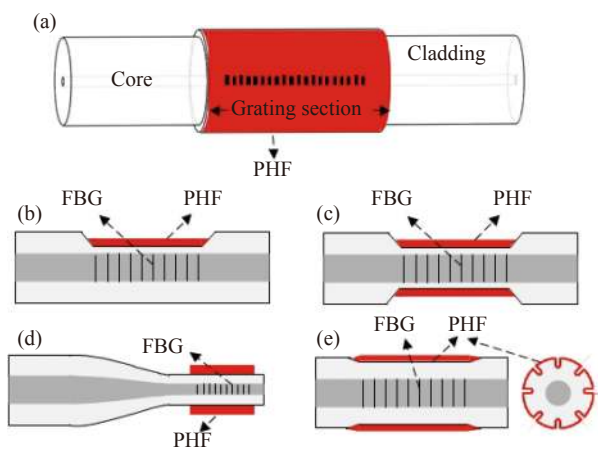 (a)
Core
Cladding
Grating section
PHF
(b)
FBG
PHF
(c)
FBG
PHF
(d)
FBG
PHF
(e)
FBG
PHF